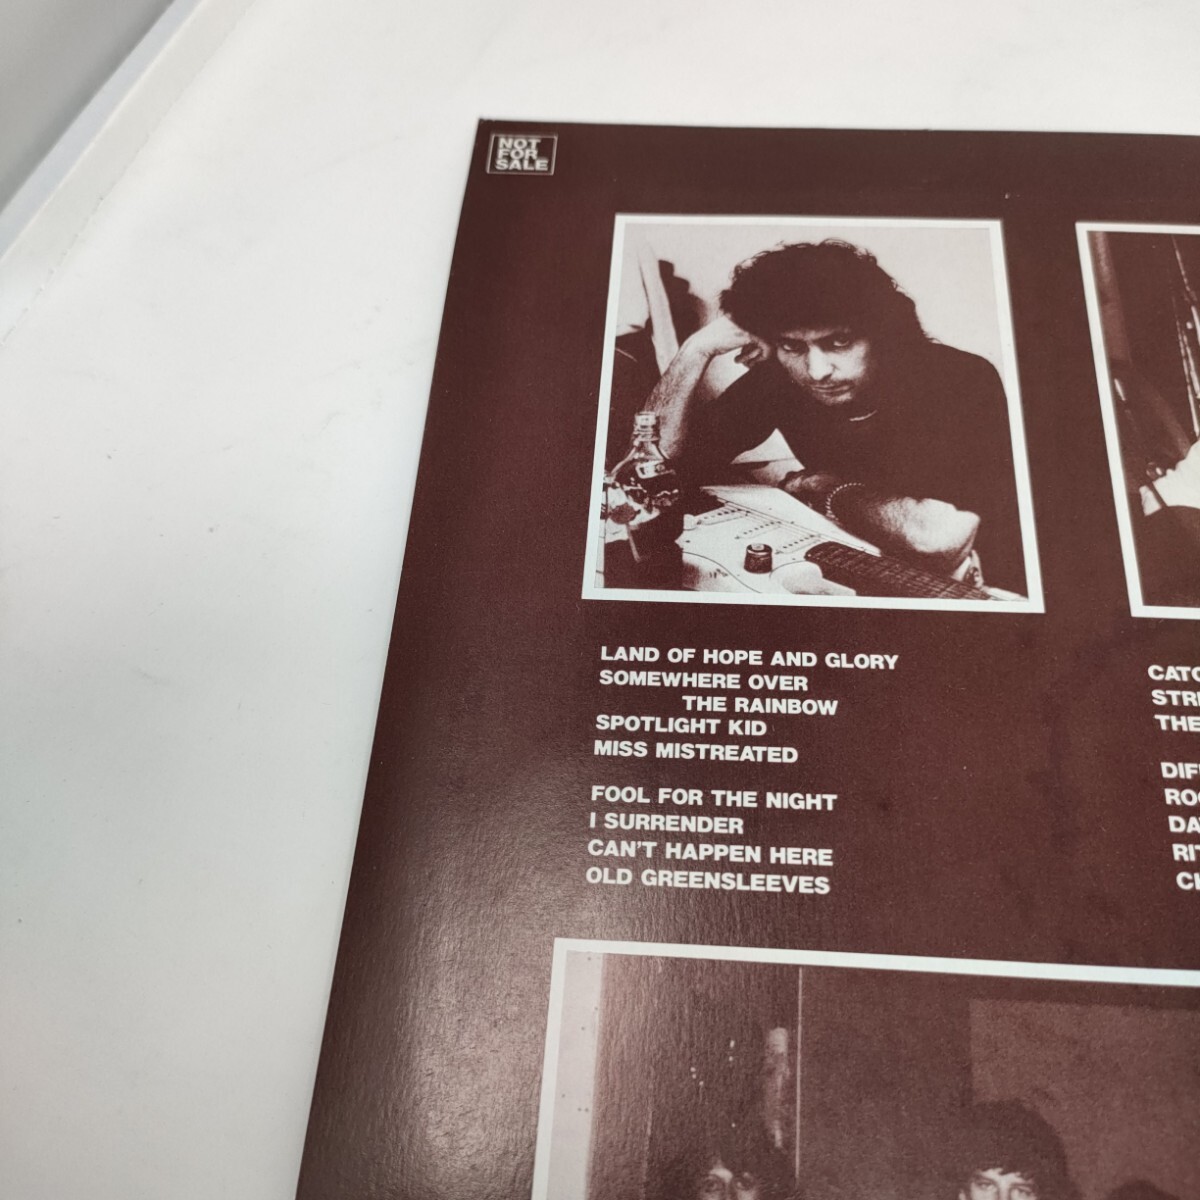 NOT
FOR
SALE
LAND OF HOPE AND GLORY
SOMEWHERE OVER
THE RAINBOW
SPOTLIGHT KID
MISS MISTREATED
FOOL FOR THE NIGHT
I SURRENDER
CAN'T HAPPEN HERE
OLD GREENSLEEVES
THE